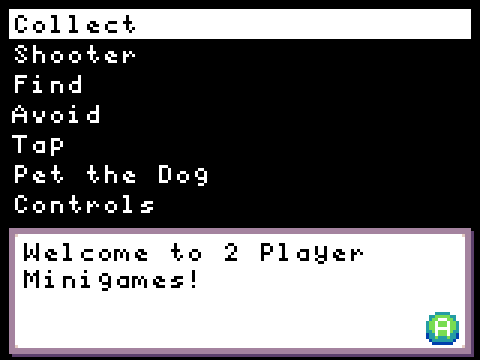 Collect
Shooter
Find
Avoid
Tap
Pet the Dog
Controls
Welcome to 2 Player
Minigames!
A